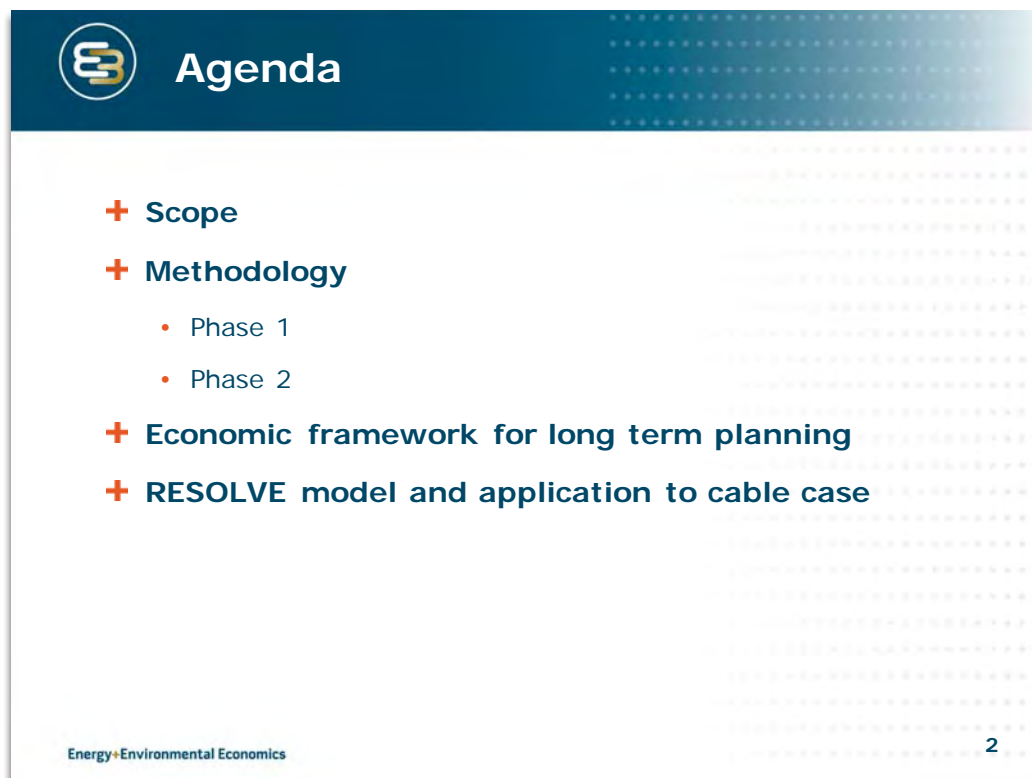 Agenda
Scope
Methodology
Phase 1
Phase 2
Economic framework for long term planning
RESOLVE model and application to cable case
Energy+Environmental Economics
2